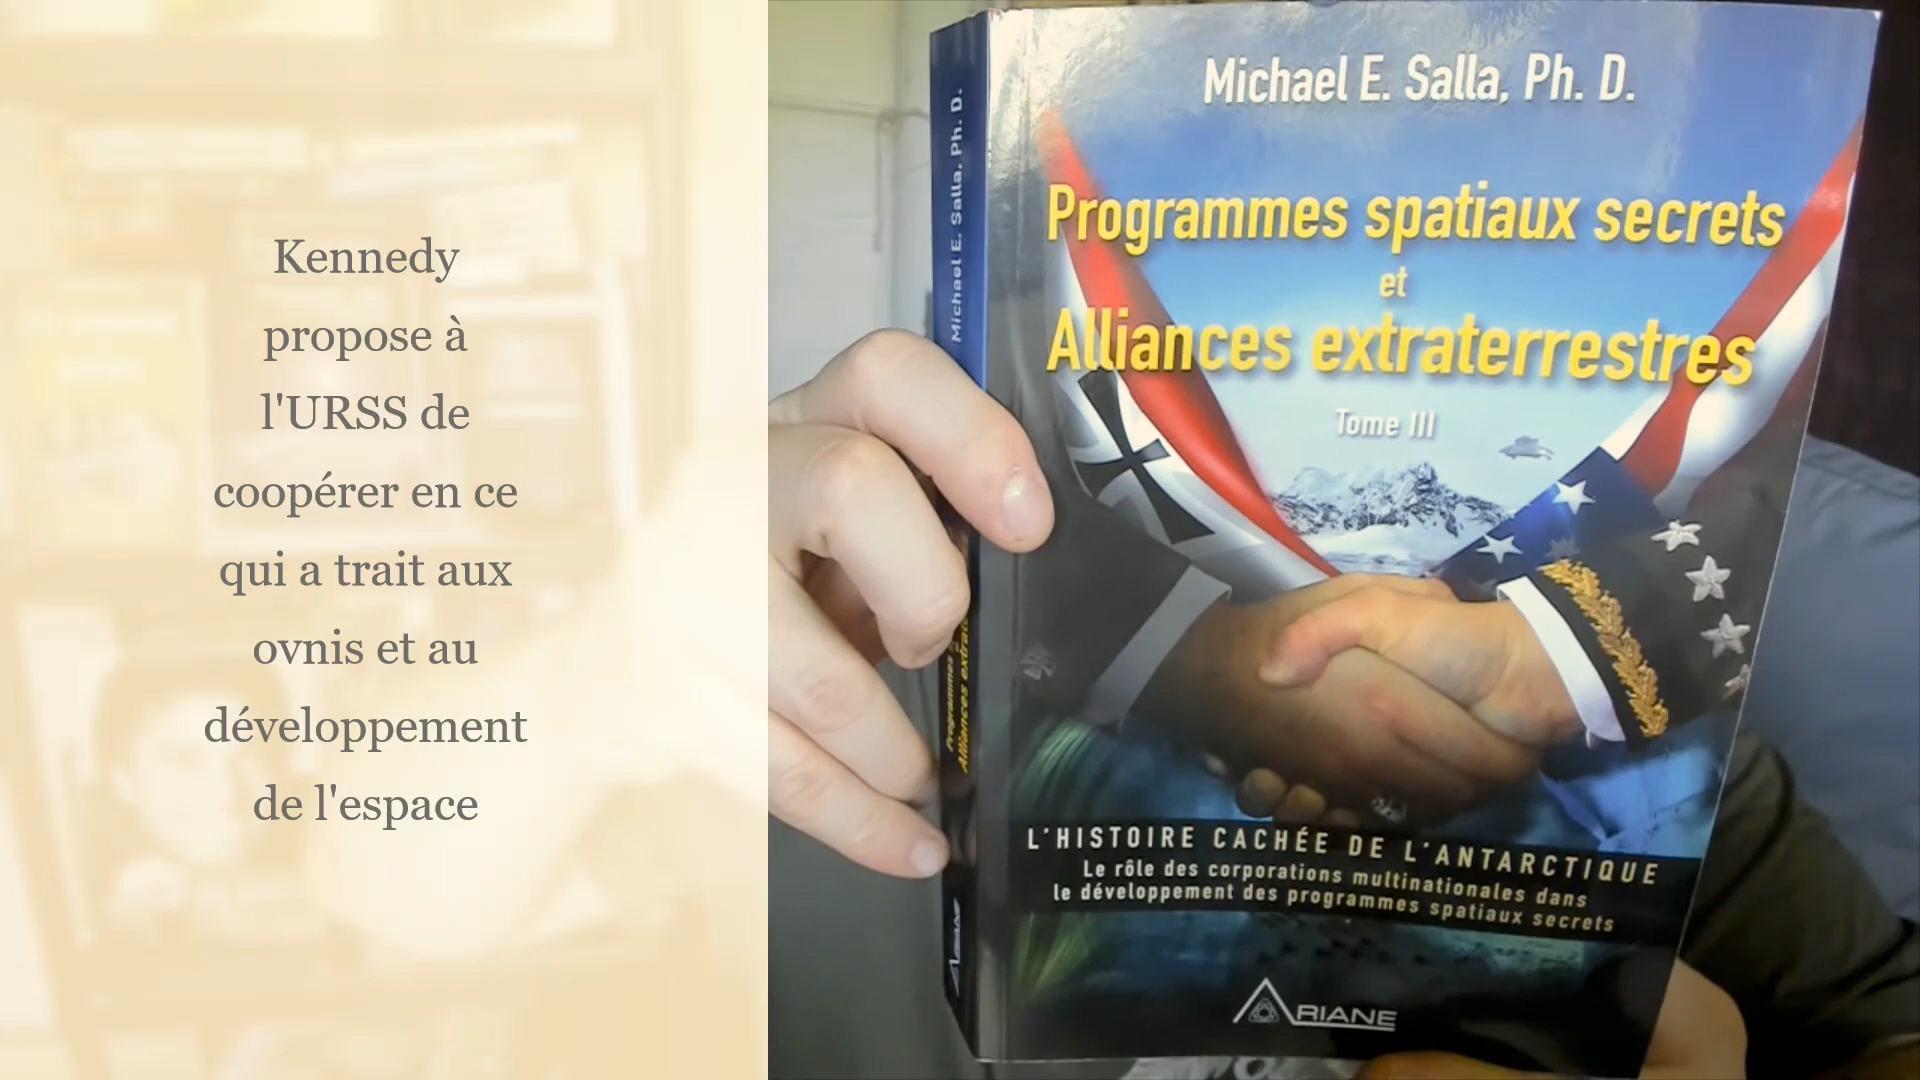 Kennedy
propose à
l'URSS de
coopérer en ce
qui a trait aux
ovnis et au
développement
de l'espace
Michael E. Salla, Ph. D.
Programmes spatiaux secrets
et
Alliances extraterrestres
Tome III
L'HISTOIRE CACHÉE DE L'ANTARCTIQUE
Le rôle des corporations multinationales dans
le développement des programmes spatiaux secrets
ARIANE
Michael E. Salla, Ph. D.
ARIANE